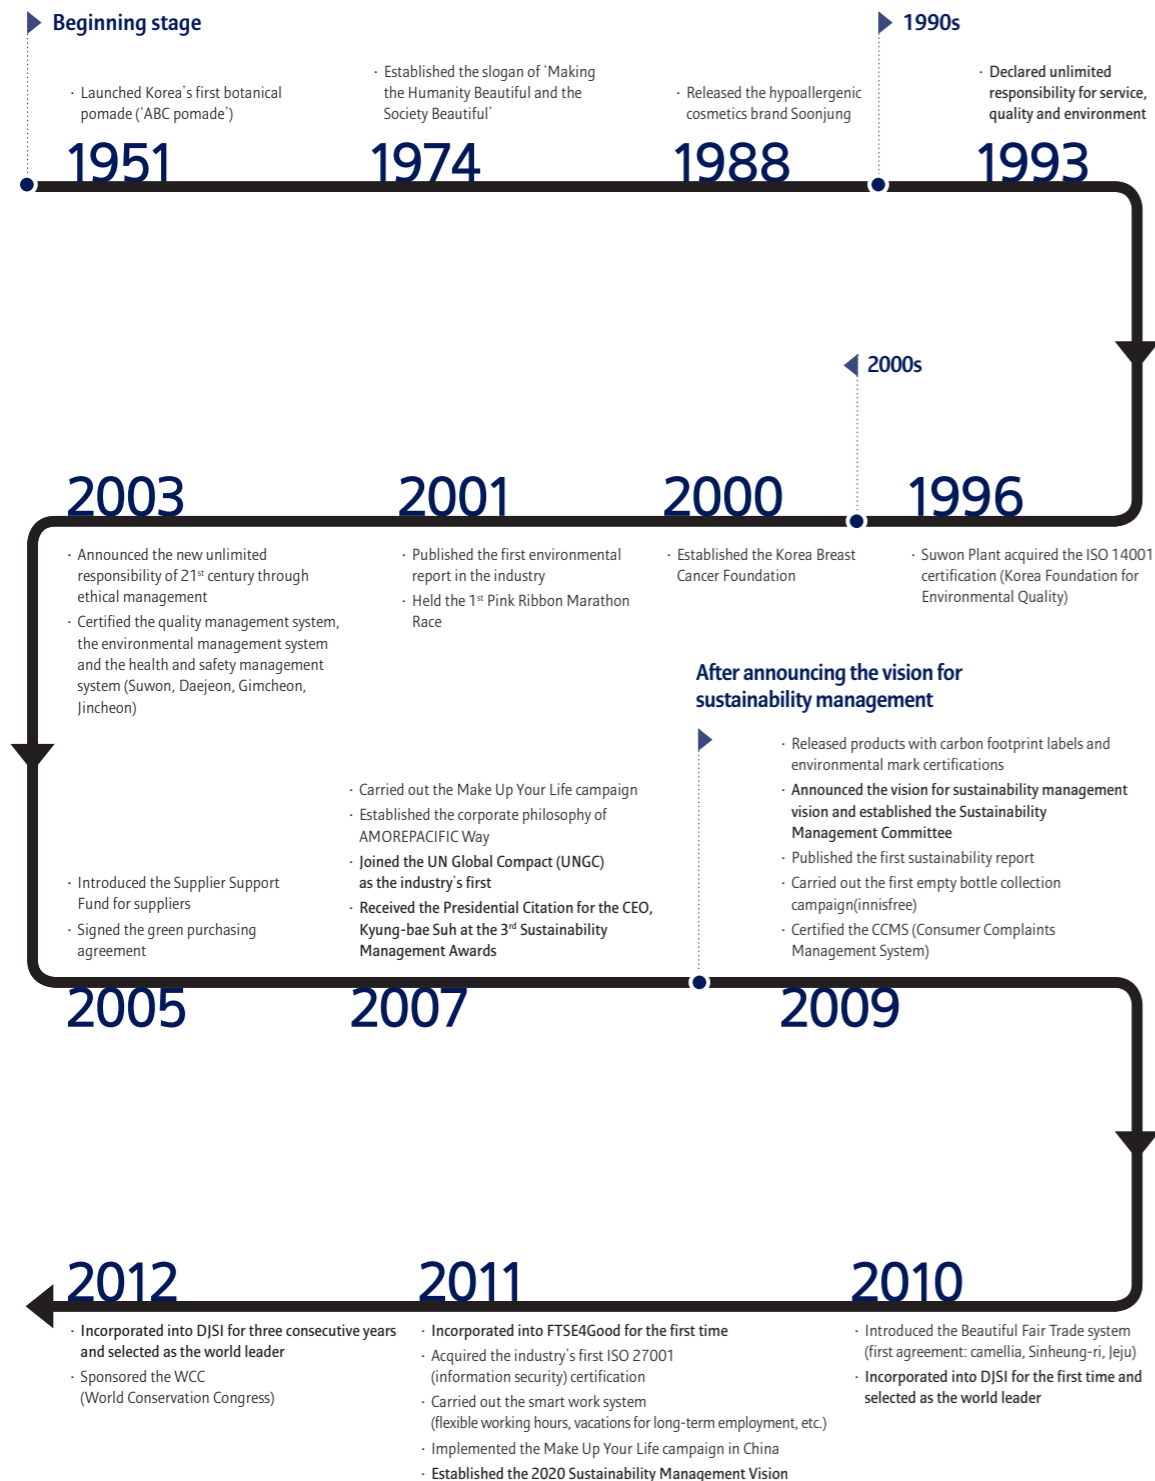 Beginning stage
· Launched Korea's first botanical
pomade ('ABC pomade')
1951
· Established the slogan of 'Making
the Humanity Beautiful and the
Society Beautiful'
1974
· Released the hypoallergenic
cosmetics brand Soonjung
1988
1990s
· Declared unlimited
responsibility for service,
quality and environment
1993
1996
· Suwon Plant acquired the ISO 14001
certification (Korea Foundation for
Environmental Quality)
2000s
2000
· Established the Korea Breast
Cancer Foundation
2001
· Published the first environmental
report in the industry
· Held the 1st Pink Ribbon Marathon
Race
2003
· Announced the new unlimited
responsibility of 21st century through
ethical management
· Certified the quality management system,
the environmental management system
and the health and safety management
system (Suwon, Daejeon, Gimcheon,
Jincheon)
· Introduced the Supplier Support
Fund for suppliers
· Signed the green purchasing
agreement
2005
· Carried out the Make Up Your Life campaign
· Established the corporate philosophy of
AMOREPACIFIC Way
· Joined the UN Global Compact (UNGC)
as the industry's first
· Received the Presidential Citation for the CEO,
Kyung-bae Suh at the 3rd Sustainability
Management Awards
2007
After announcing the vision for
sustainability management
· Released products with carbon footprint labels and
environmental mark certifications
· Announced the vision for sustainability management
vision and established the Sustainability
Management Committee
· Published the first sustainability report
· Carried out the first empty bottle collection
campaign(innisfree)
· Certified the CCMS (Consumer Complaints
Management System)
2009
2010
· Introduced the Beautiful Fair Trade system
(first agreement: camellia, Sinheung-ri, Jeju)
· Incorporated into DJSI for the first time and
selected as the world leader
2011
· Incorporated into FTSE4Good for the first time
· Acquired the industry's first ISO 27001
(information security) certification
· Carried out the smart work system
(flexible working hours, vacations for long-term employment, etc.)
· Implemented the Make Up Your Life campaign in China
· Established the 2020 Sustainability Management Vision
2012
· Incorporated into DJSI for three consecutive years
and selected as the world leader
· Sponsored the WCC
(World Conservation Congress)